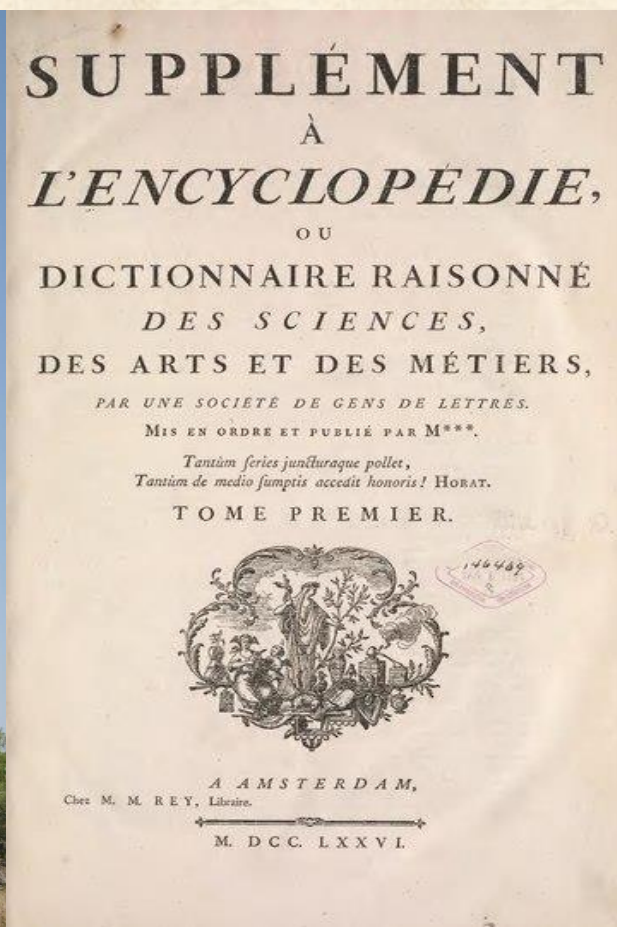 SUPPLÉMENT
À
L'ENCYCLOPÉDIE,
OU
DICTIONNAIRE RAISONNÉ
DES SCIENCES,
DES ARTS ET DES MÉTIERS,
PAR UNE SOCIÉTÉ DE GENS DE LETTRES.
MIS EN ORDRE ET PUBLIÉ PAR M***.
Tantùm ſeries junĉturaque pollet,
Tantùm de medio ſumptis accedit honoris! HORAT.
TOME PREMIER.
146469
A AMSTERDAM,
Chez M. M. REY, Libraire.
M. DCC. LXXVI.